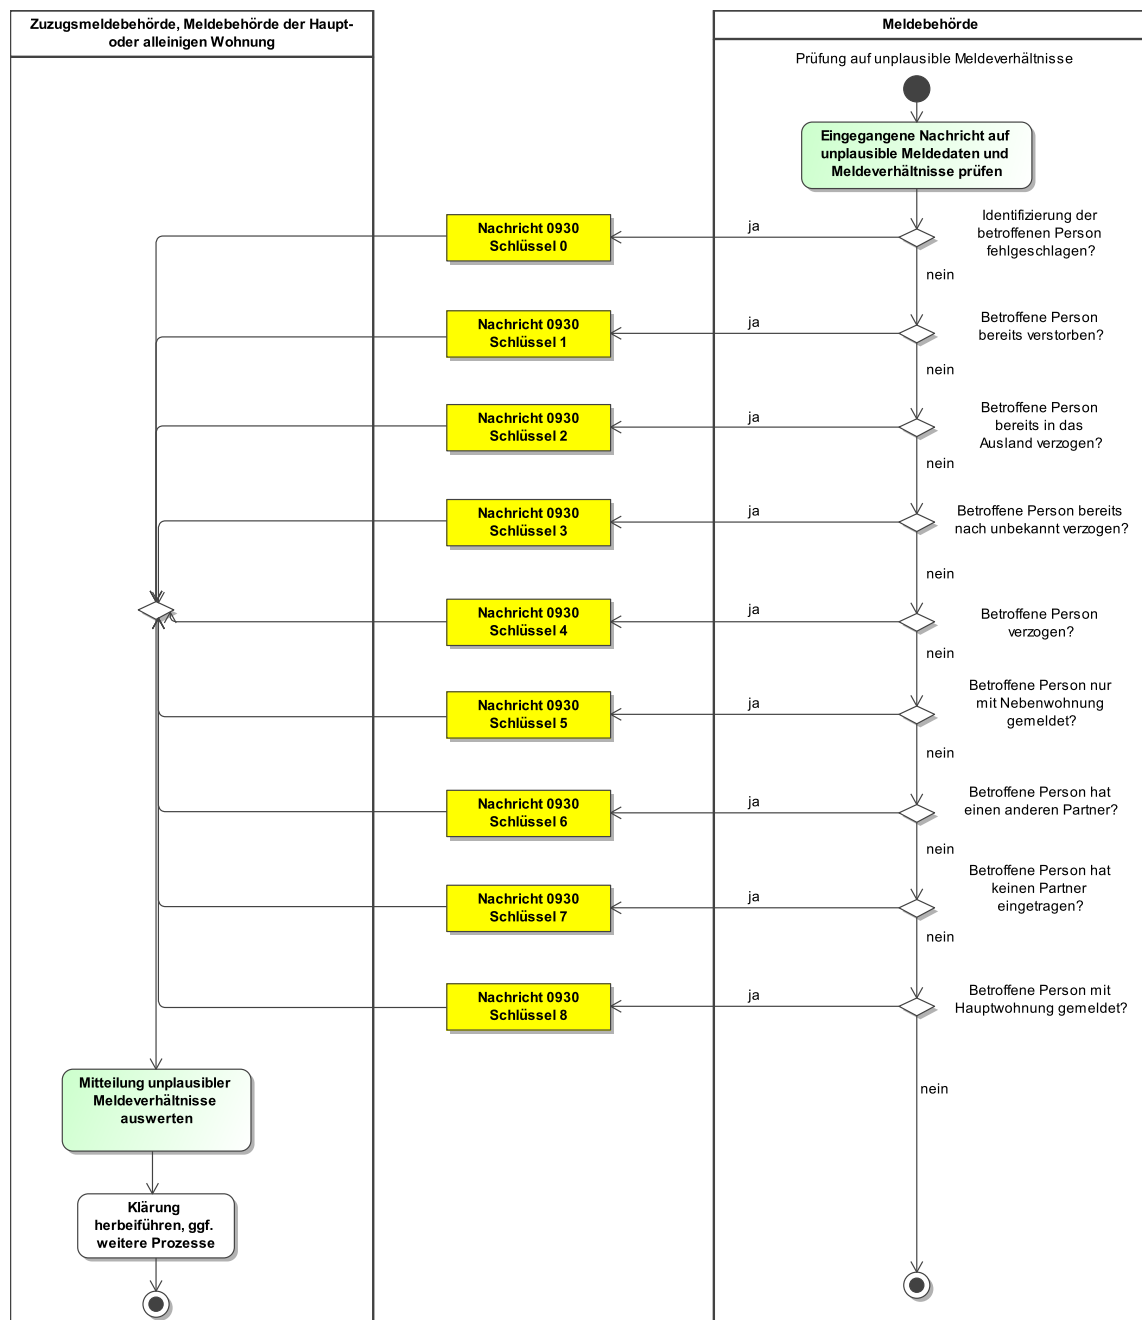 Zuzugsmeldebehörde, Meldebehörde der Haupt-
oder alleinigen Wohnung
Meldebehörde
Prüfung auf unplausible Meldeverhältnisse
Eingegangene Nachricht auf
unplausible Meldedaten und
Meldeverhältnisse prüfen
Identifizierung der
betroffenen Person
fehlgeschlagen?
ja
Nachricht 0930
Schlüssel 0
nein
Betroffene Person
bereits verstorben?
ja
Nachricht 0930
Schlüssel 1
nein
Betroffene Person
bereits in das
Ausland verzogen?
ja
Nachricht 0930
Schlüssel 2
nein
Betroffene Person bereits
nach unbekannt verzogen?
ja
Nachricht 0930
Schlüssel 3
nein
Betroffene Person
verzogen?
ja
Nachricht 0930
Schlüssel 4
nein
Betroffene Person nur
mit Nebenwohnung
gemeldet?
ja
Nachricht 0930
Schlüssel 5
nein
Betroffene Person hat
einen anderen Partner?
ja
Nachricht 0930
Schlüssel 6
nein
Betroffene Person hat
keinen Partner
eingetragen?
ja
Nachricht 0930
Schlüssel 7
nein
Betroffene Person mit
Hauptwohnung gemeldet?
ja
Nachricht 0930
Schlüssel 8
nein
Mitteilung unplausibler
Meldeverhältnisse
auswerten
Klärung
herbeiführen, ggf.
weitere Prozesse